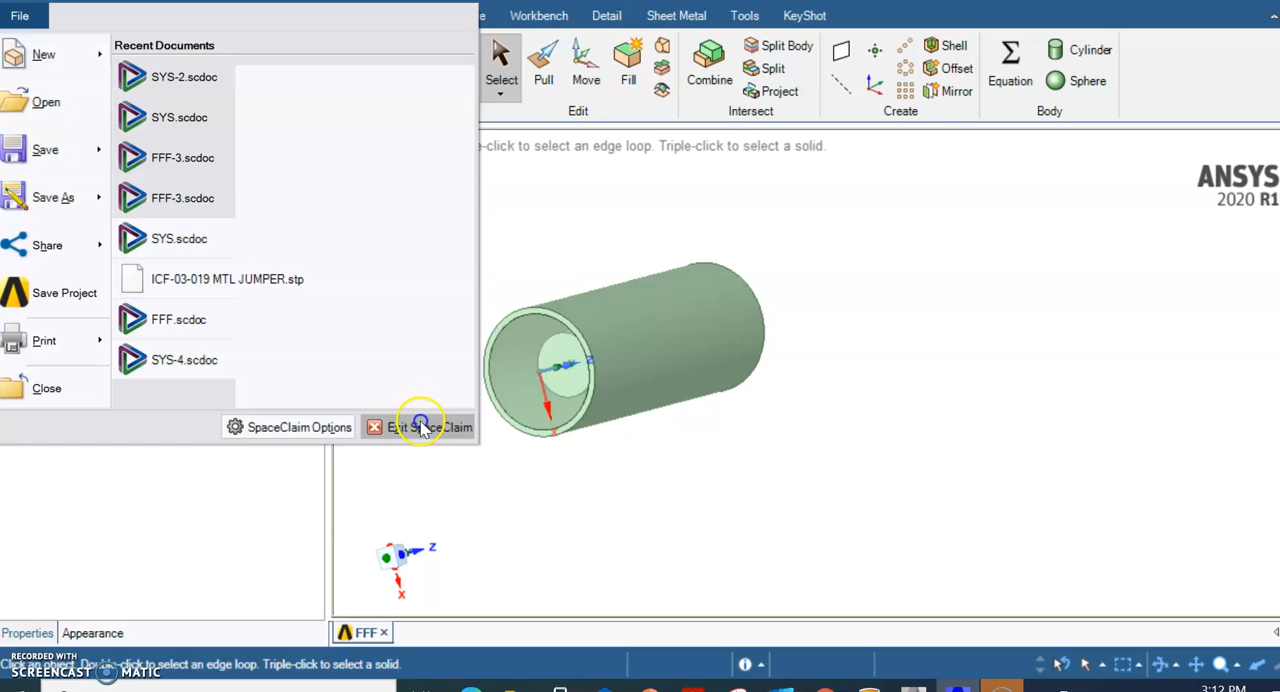 File
e
Workbench
Detail
Sheet Metal
Tools
KeyShot
New
Open
Save
Save As
Share
Save Project
Print
Close
Recent Documents
SYS-2.scdoc
SYS.scdoc
FFF-3.scdoc
FFF-3.scdoc
SYS.scdoc
ICF-03-019 MTL JUMPER.stp
FFF.scdoc
SYS-4.scdoc
SpaceClaim Options
Exit SpaceClaim
Select
Pull
Move
Fill
Edit
Combine
Split Body
Split
Project
Intersect
Shell
Offset
Mirror
Create
Equation
Cylinder
Sphere
Body
e-click to select an edge loop. Triple-click to select a solid.
ANSYS
2020 R1
Z
X
Z
X
Properties
Appearance
FFF
RECORDED WITH
SCREENCAST MATIC
Click an object. Double-click to select an edge loop. Triple-click to select a solid.
3:12 PM